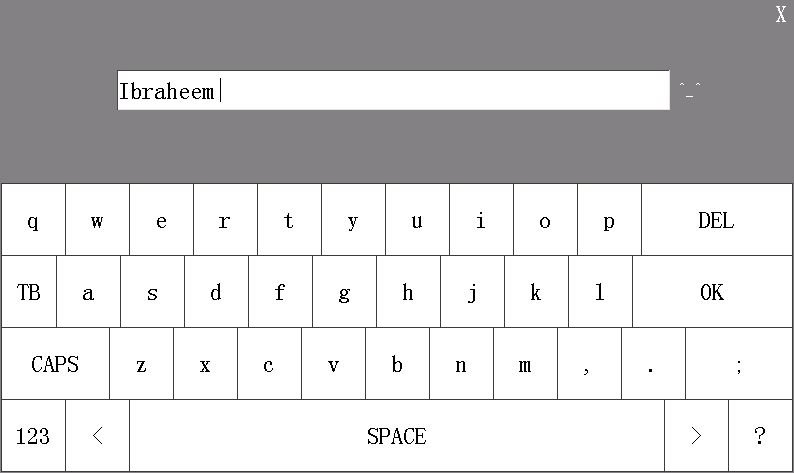 X
Ibraheem ^_^
q w e r t y u i o p DEL
TB a s d f g h j k l OK
CAPS z x c v b n m , . ;
123 < SPACE > ?